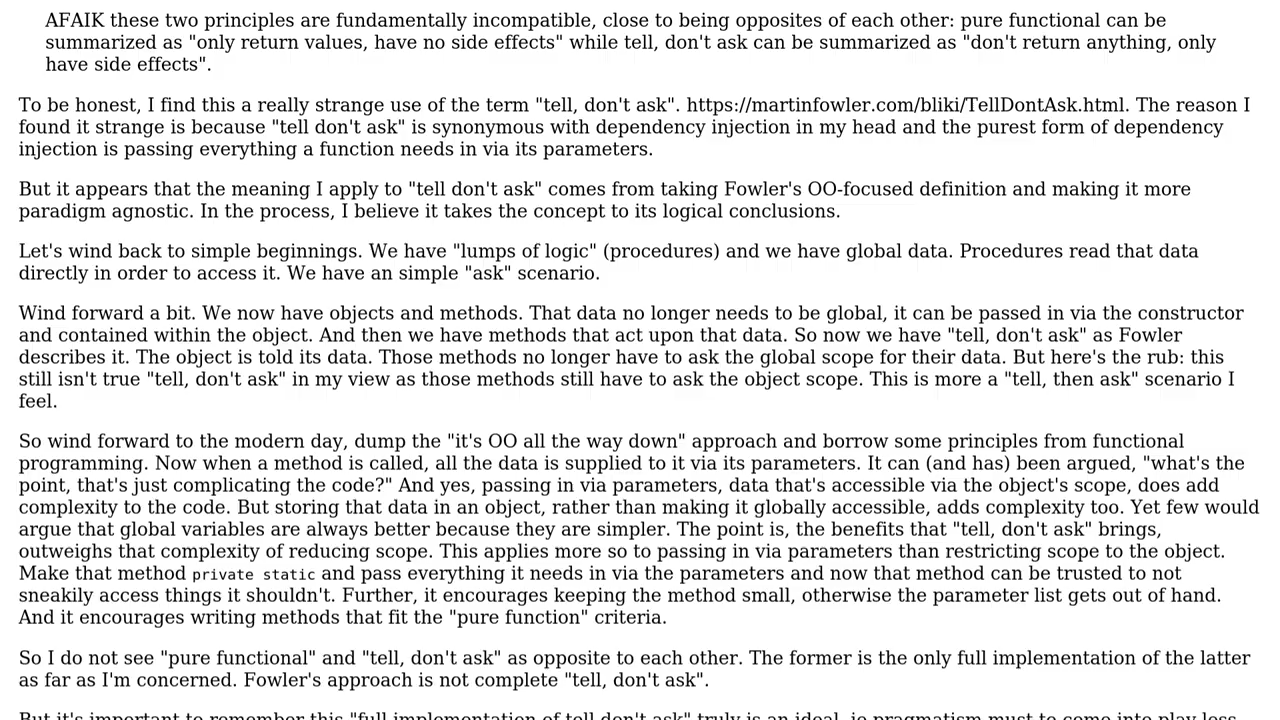 AFAIK these two principles are fundamentally incompatible, close to being opposites of each other: pure functional can be
summarized as "only return values, have no side effects" while tell, don't ask can be summarized as "don't return anything, only
have side effects".
To be honest, I find this a really strange use of the term "tell, don't ask". https://martinfowler.com/bliki/TellDontAsk.html. The reason I
found it strange is because "tell don't ask" is synonymous with dependency injection in my head and the purest form of dependency
injection is passing everything a function needs in via its parameters.
But it appears that the meaning I apply to "tell don't ask" comes from taking Fowler's OO-focused definition and making it more
paradigm agnostic. In the process, I believe it takes the concept to its logical conclusions.
Let's wind back to simple beginnings. We have "lumps of logic" (procedures) and we have global data. Procedures read that data
directly in order to access it. We have an simple "ask" scenario.
Wind forward a bit. We now have objects and methods. That data no longer needs to be global, it can be passed in via the constructor
and contained within the object. And then we have methods that act upon that data. So now we have "tell, don't ask" as Fowler
describes it. The object is told its data. Those methods no longer have to ask the global scope for their data. But here's the rub: this
still isn't true "tell, don't ask" in my view as those methods still have to ask the object scope. This is more a "tell, then ask" scenario I
feel.
So wind forward to the modern day, dump the "it's OO all the way down" approach and borrow some principles from functional
programming. Now when a method is called, all the data is supplied to it via its parameters. It can (and has) been argued, "what's the
point, that's just complicating the code?" And yes, passing in via parameters, data that's accessible via the object's scope, does add
complexity to the code. But storing that data in an object, rather than making it globally accessible, adds complexity too. Yet few would
argue that global variables are always better because they are simpler. The point is, the benefits that "tell, don't ask" brings,
outweighs that complexity of reducing scope. This applies more so to passing in via parameters than restricting scope to the object.
Make that method private static and pass everything it needs in via the parameters and now that method can be trusted to not
sneakily access things it shouldn't. Further, it encourages keeping the method small, otherwise the parameter list gets out of hand.
And it encourages writing methods that fit the "pure function" criteria.
So I do not see "pure functional" and "tell, don't ask" as opposite to each other. The former is the only full implementation of the latter
as far as I'm concerned. Fowler's approach is not complete "tell, don't ask".
But it's important to remember this "full implementation of tell don't ask" truly is an ideal, ie pragmatism must to come into play less